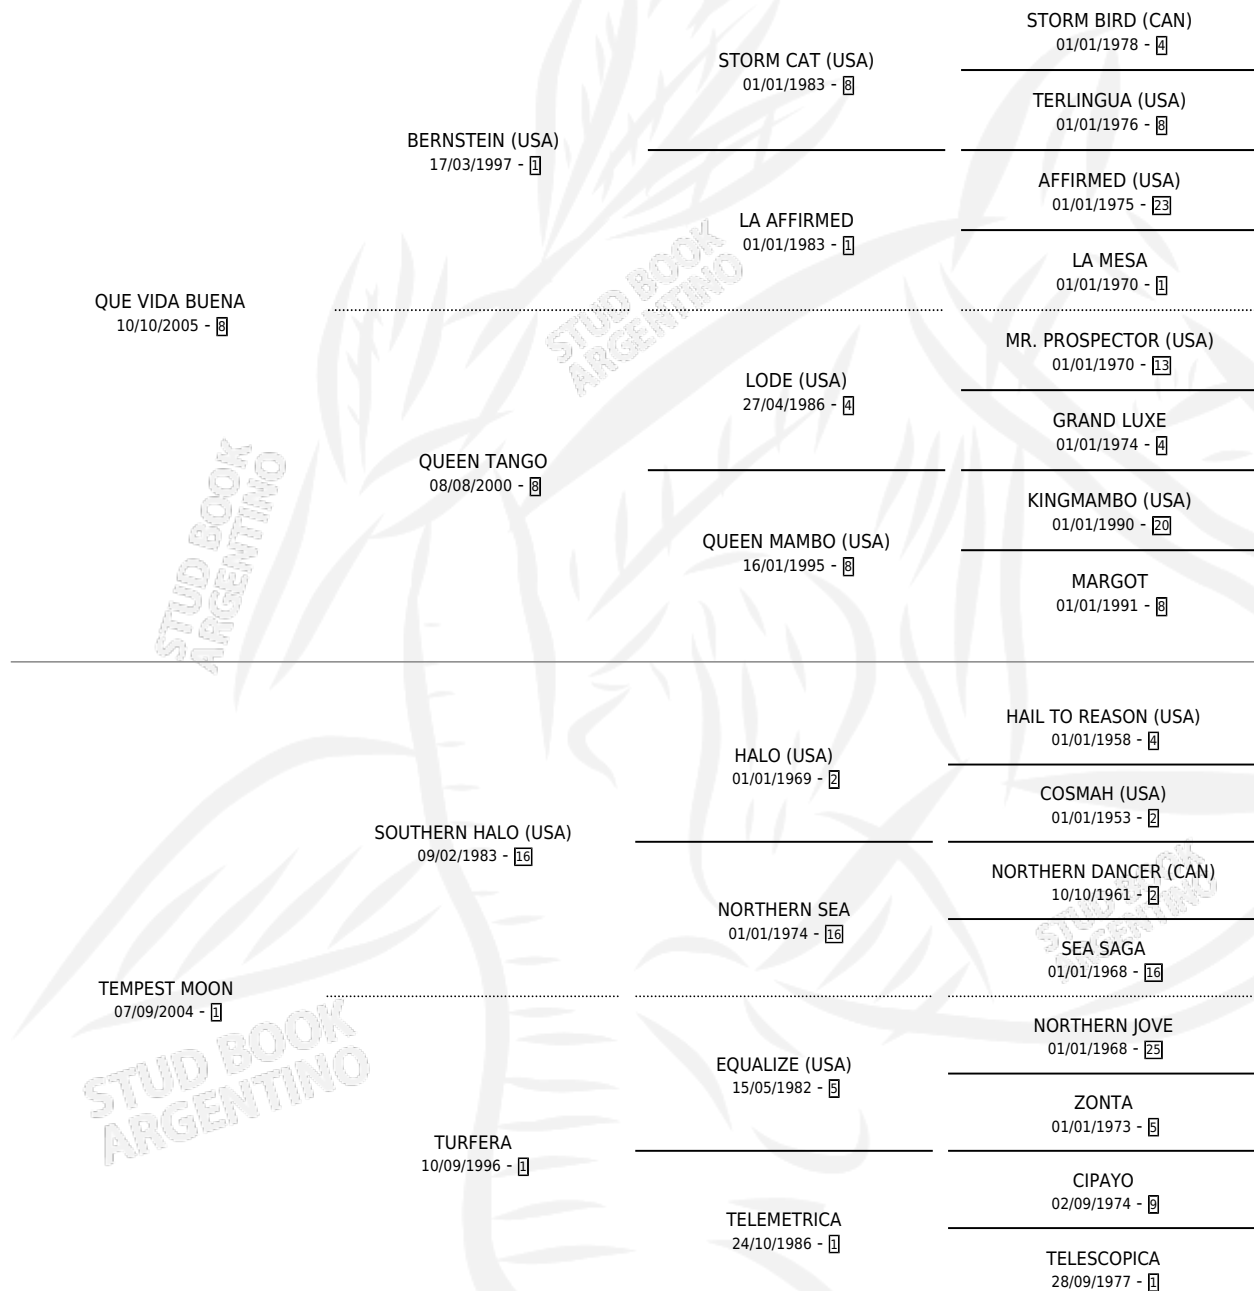 STORM BIRD (CAN)
01/01/1978 - 4
STORM CAT (USA)
01/01/1983 - 8
TERLINGUA (USA)
01/01/1976 - 8
BERNSTEIN (USA)
17/03/1997 - 1
AFFIRMED (USA)
01/01/1975 - 23
LA AFFIRMED
01/01/1983 - 1
LA MESA
01/01/1970 - 1
QUE VIDA BUENA
10/10/2005 - 8
MR. PROSPECTOR (USA)
01/01/1970 - 13
LODE (USA)
27/04/1986 - 4
GRAND LUXE
01/01/1974 - 4
QUEEN TANGO
08/08/2000 - 8
KINGMAMBO (USA)
01/01/1990 - 20
QUEEN MAMBO (USA)
16/01/1995 - 8
MARGOT
01/01/1991 - 8
HAIL TO REASON (USA)
01/01/1958 - 4
HALO (USA)
01/01/1969 - 2
COSMAH (USA)
01/01/1953 - 2
SOUTHERN HALO (USA)
09/02/1983 - 16
NORTHERN DANCER (CAN)
10/10/1961 - 2
NORTHERN SEA
01/01/1974 - 16
SEA SAGA
01/01/1968 - 16
TEMPEST MOON
07/09/2004 - 1
NORTHERN JOVE
01/01/1968 - 25
EQUALIZE (USA)
15/05/1982 - 5
ZONTA
01/01/1973 - 5
TURFERA
10/09/1996 - 1
CIPAYO
02/09/1974 - 9
TELEMETRICA
24/10/1986 - 1
TELESCOPICA
28/09/1977 - 1
STUD BOOK
ARGENTINO
STUD BOOK
ARGENTINO
STUD BOOK
ARGENTINO
STUD BOOK
ARGENTINO